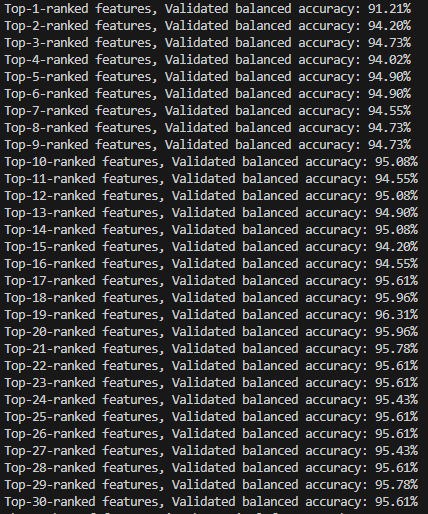 Top-1-ranked features, Validated balanced accuracy: 91.21%
Top-2-ranked features, Validated balanced accuracy: 94.20%
Top-3-ranked features, Validated balanced accuracy: 94.73%
Top-4-ranked features, Validated balanced accuracy: 94.02%
Top-5-ranked features, Validated balanced accuracy: 94.90%
Top-6-ranked features, Validated balanced accuracy: 94.90%
Top-7-ranked features, Validated balanced accuracy: 94.55%
Top-8-ranked features, Validated balanced accuracy: 94.73%
Top-9-ranked features, Validated balanced accuracy: 94.73%
Top-10-ranked features, Validated balanced accuracy: 95.08%
Top-11-ranked features, Validated balanced accuracy: 94.55%
Top-12-ranked features, Validated balanced accuracy: 95.08%
Top-13-ranked features, Validated balanced accuracy: 94.90%
Top-14-ranked features, Validated balanced accuracy: 95.08%
Top-15-ranked features, Validated balanced accuracy: 94.20%
Top-16-ranked features, Validated balanced accuracy: 94.55%
Top-17-ranked features, Validated balanced accuracy: 95.61%
Top-18-ranked features, Validated balanced accuracy: 95.96%
Top-19-ranked features, Validated balanced accuracy: 96.31%
Top-20-ranked features, Validated balanced accuracy: 95.96%
Top-21-ranked features, Validated balanced accuracy: 95.78%
Top-22-ranked features, Validated balanced accuracy: 95.61%
Top-23-ranked features, Validated balanced accuracy: 95.61%
Top-24-ranked features, Validated balanced accuracy: 95.43%
Top-25-ranked features, Validated balanced accuracy: 95.61%
Top-26-ranked features, Validated balanced accuracy: 95.61%
Top-27-ranked features, Validated balanced accuracy: 95.43%
Top-28-ranked features, Validated balanced accuracy: 95.61%
Top-29-ranked features, Validated balanced accuracy: 95.78%
Top-30-ranked features, Validated balanced accuracy: 95.61%